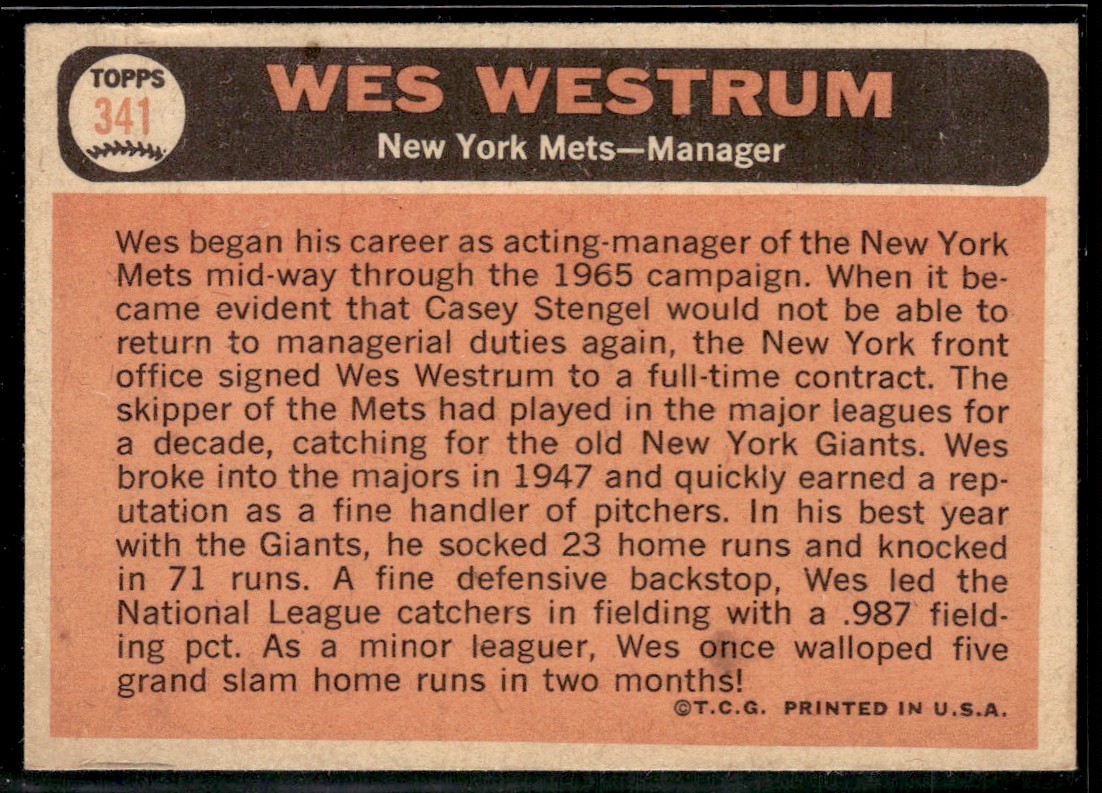 TOPPS
341
WES WESTRUM
New York Mets—Manager
Wes began his career as acting-manager of the New York
Mets mid-way through the 1965 campaign. When it be-
came evident that Casey Stengel would not be able to
return to managerial duties again, the New York front
office signed Wes Westrum to a full-time contract. The
skipper of the Mets had played in the major leagues for
a decade, catching for the old New York Giants. Wes
broke into the majors in 1947 and quickly earned a rep-
utation as a fine handler of pitchers. In his best year
with the Giants, he socked 23 home runs and knocked
in 71 runs. A fine defensive backstop, Wes led the
National League catchers in fielding with a .987 field-
ing pct. As a minor leaguer, Wes once walloped five
grand slam home runs in two months!
©T.C.G. PRINTED IN U.S.A.